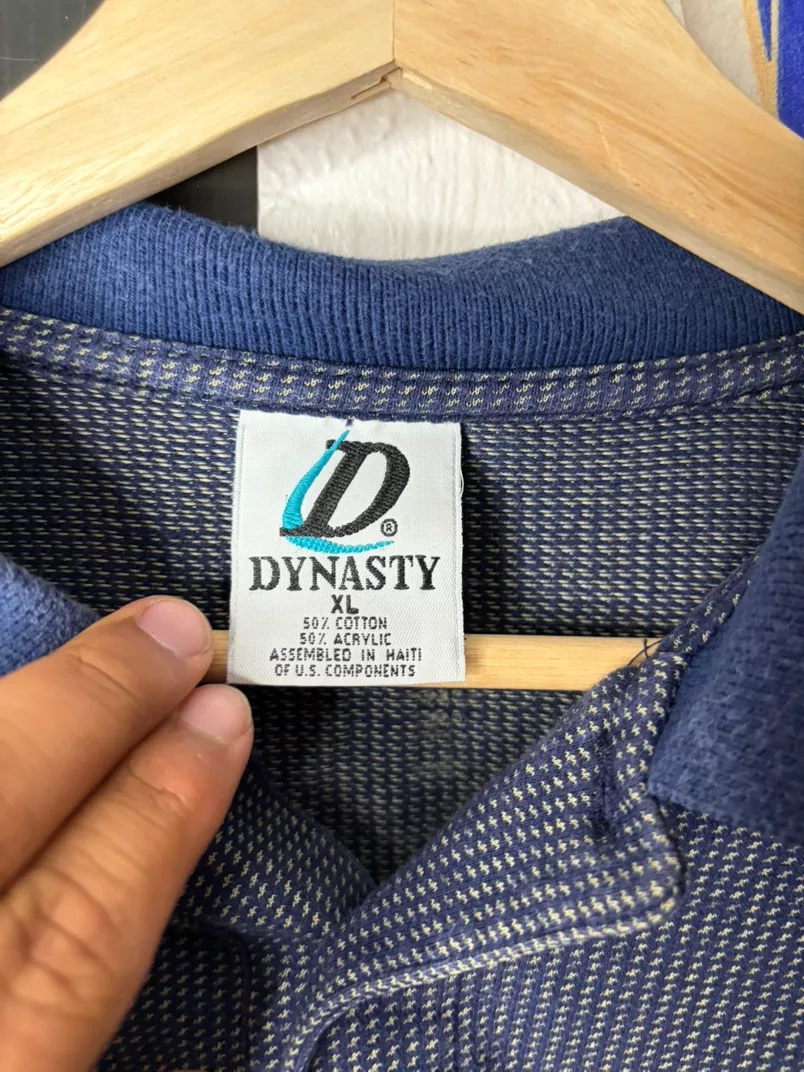 D®
DYNASTY
XL
50% COTTON
50% ACRYLIC
ASSEMBLED IN HAITI
OF U.S. COMPONENTS